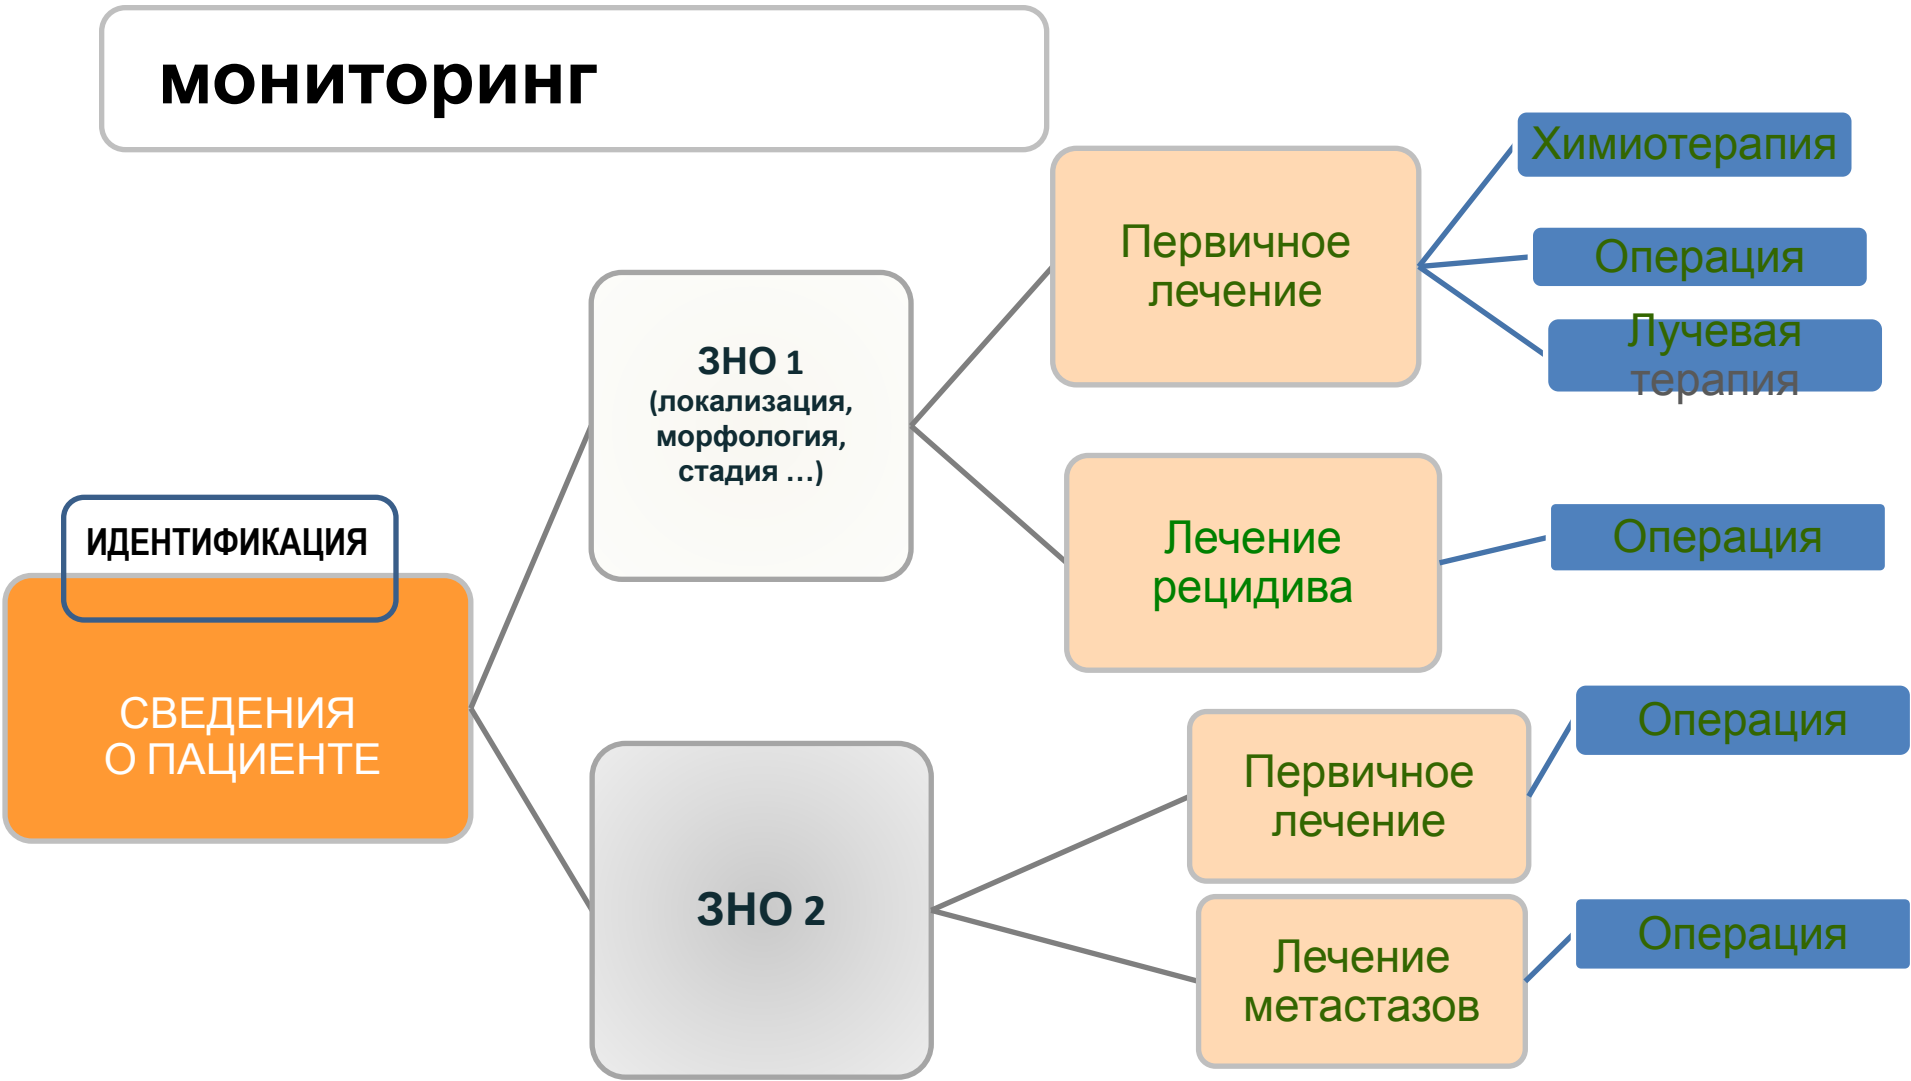 мониторинг
ИДЕНТИФИКАЦИЯ
СВЕДЕНИЯ
О ПАЦИЕНТЕ
ЗНО 1
(локализация,
морфология,
стадия ...)
Первичное
лечение
Химиотерапия
Операция
Лучевая
терапия
Лечение
рецидива
Операция
ЗНО 2
Первичное
лечение
Операция
Лечение
метастазов
Операция